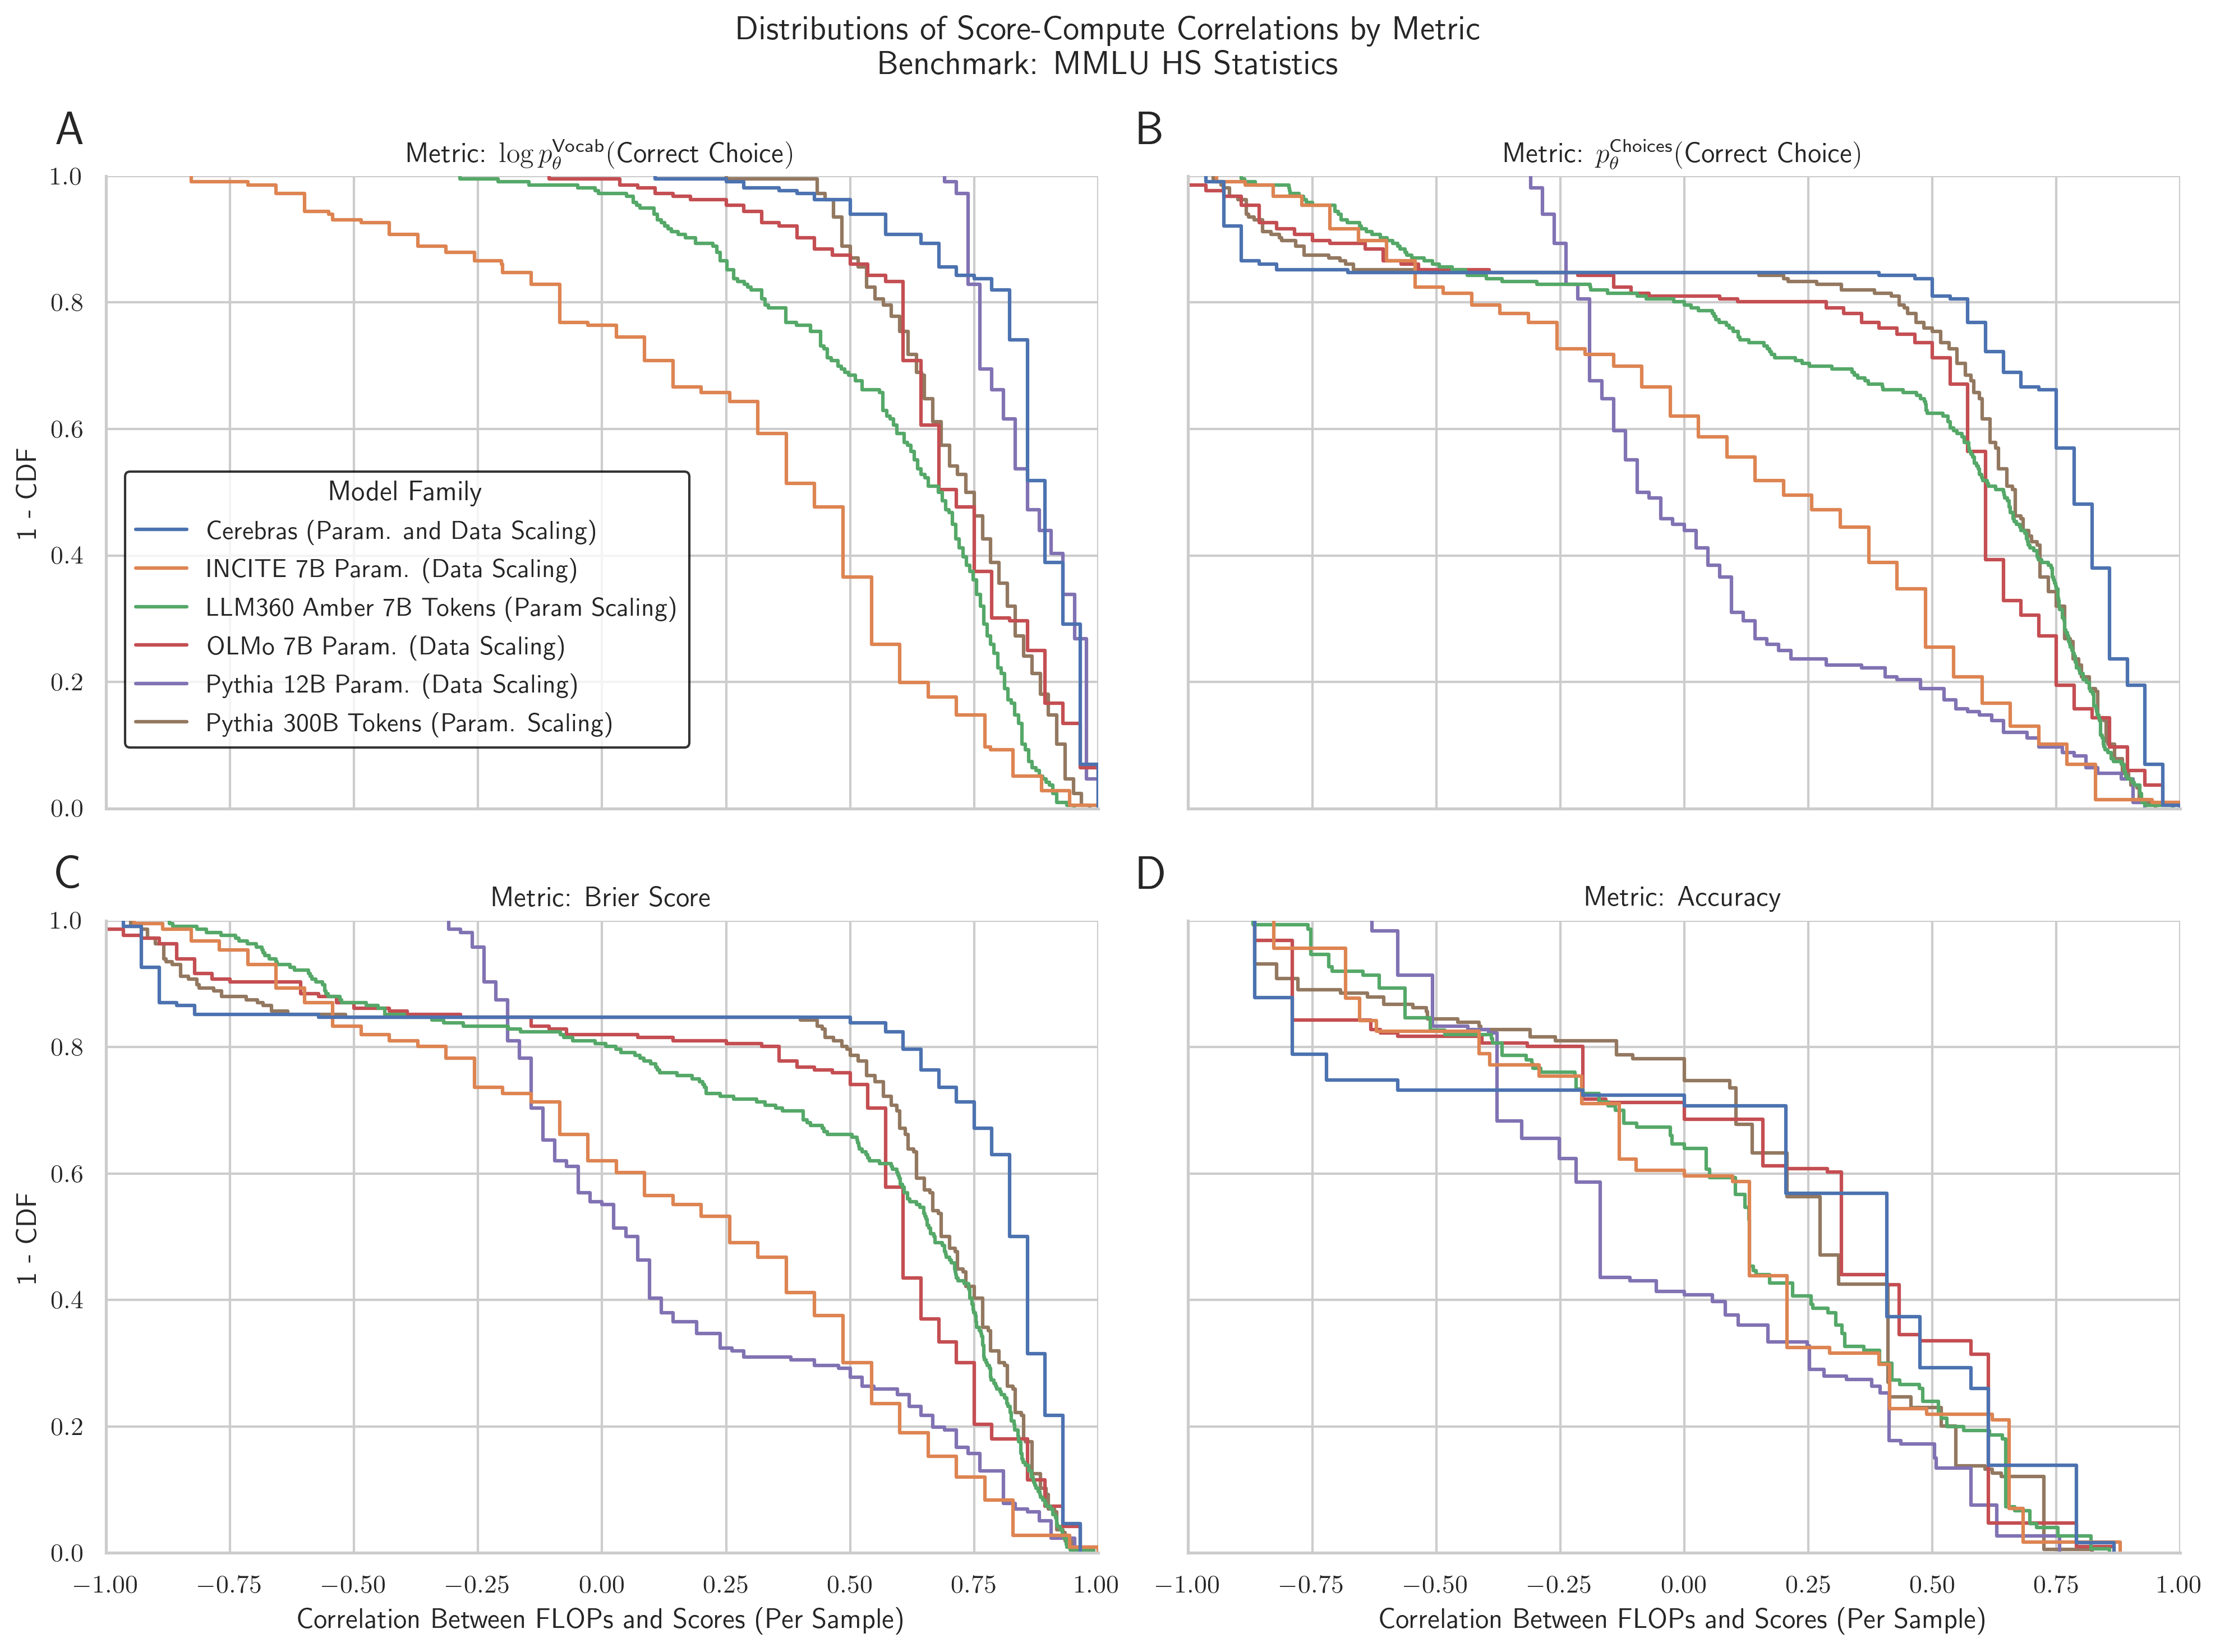 Distributions of Score-Compute Correlations by Metric
Benchmark: MMLU HS Statistics
A
Metric: log p_θ^Vocab(Correct Choice)
1.0
0.8
0.6
0.4
0.2
0.0
1 - CDF
Model Family
Cerebras (Param. and Data Scaling)
INCITE 7B Param. (Data Scaling)
LLM360 Amber 7B Tokens (Param Scaling)
OLMo 7B Param. (Data Scaling)
Pythia 12B Param. (Data Scaling)
Pythia 300B Tokens (Param. Scaling)
B
Metric: p_θ^Choices(Correct Choice)
C
Metric: Brier Score
1.0
0.8
0.6
0.4
0.2
0.0
1 - CDF
−1.00 −0.75 −0.50 −0.25 0.00 0.25 0.50 0.75 1.00
Correlation Between FLOPs and Scores (Per Sample)
D
Metric: Accuracy
−1.00 −0.75 −0.50 −0.25 0.00 0.25 0.50 0.75 1.00
Correlation Between FLOPs and Scores (Per Sample)